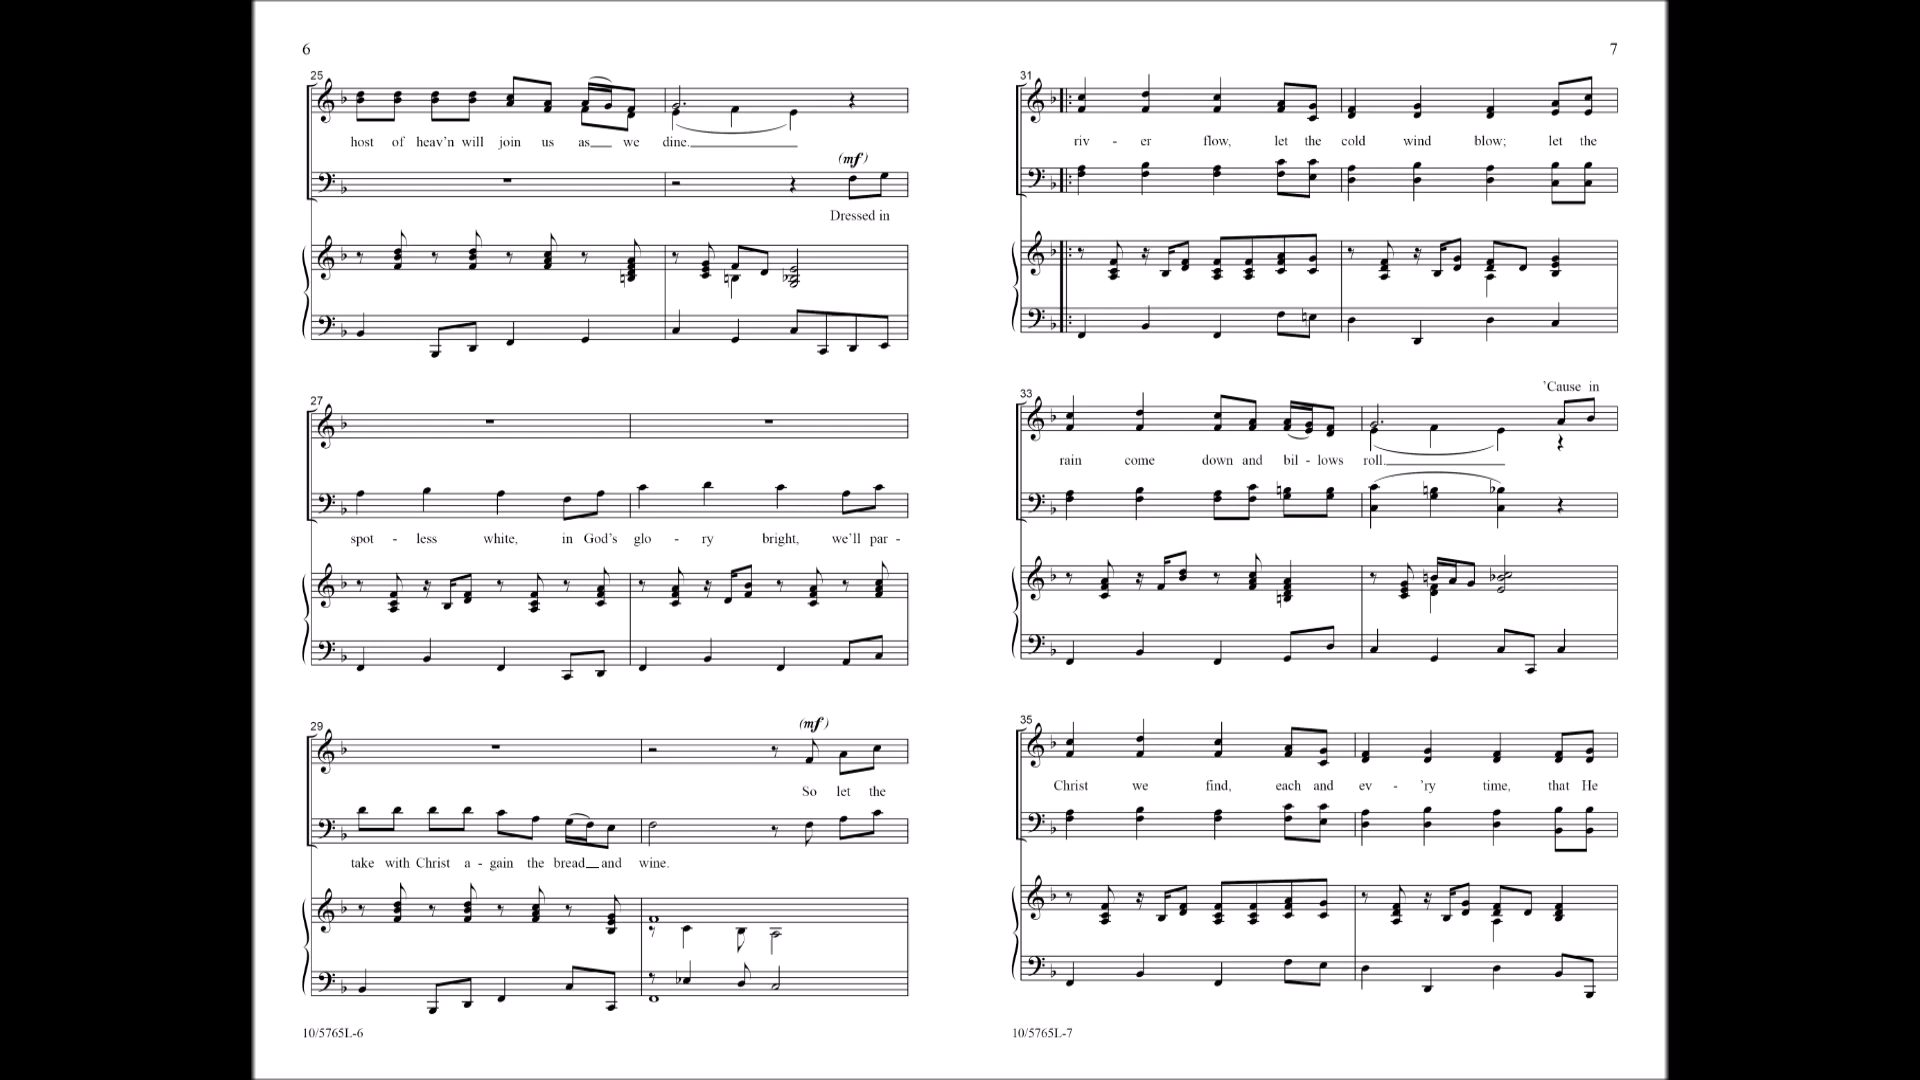 6
25
host of heav'n will join us as we dine.
(mf)
Dressed in
27
spot - less white, in God's glo - ry bright, we'll par -
29
(mf)
So let the
take with Christ a - gain the bread and wine.
10/5765L-6
7
31
riv - er flow, let the cold wind blow; let the
'Cause in
33
rain come down and bil - lows roll.
35
Christ we find, each and ev - 'ry time, that He
10/5765L-7